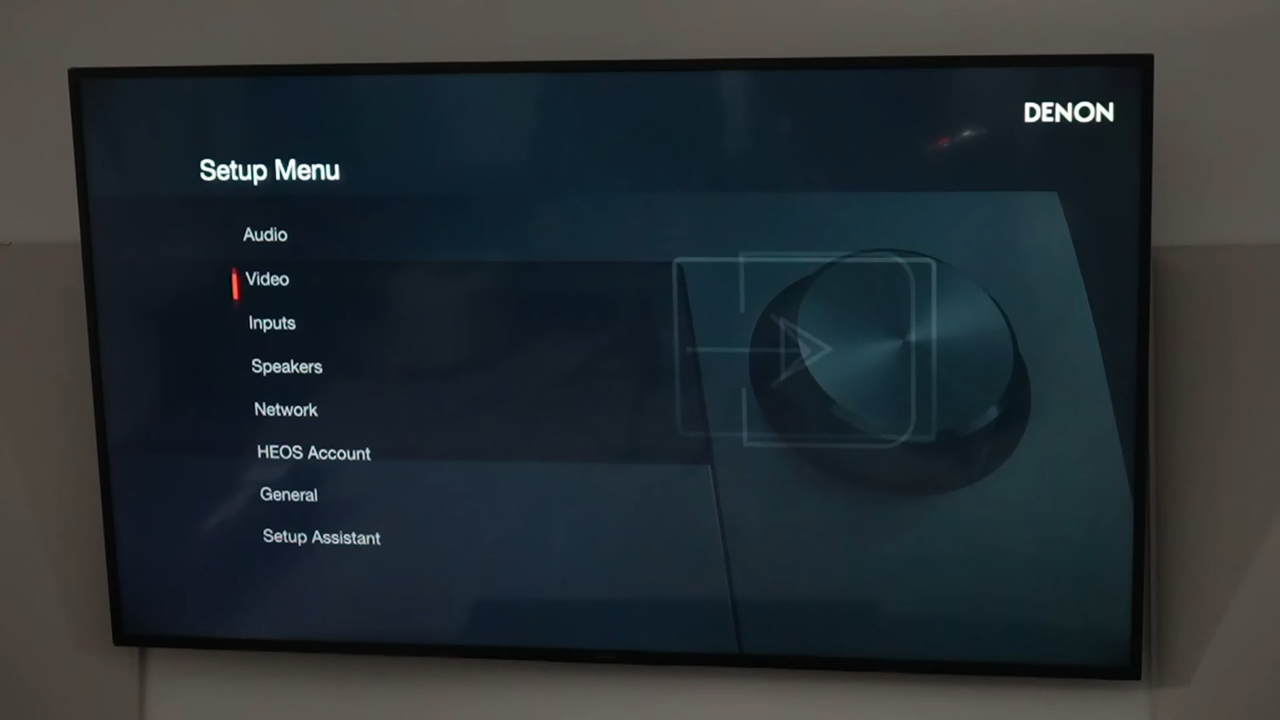 DENON
Setup Menu
Audio
Video
Inputs
Speakers
Network
HEOS Account
General
Setup Assistant